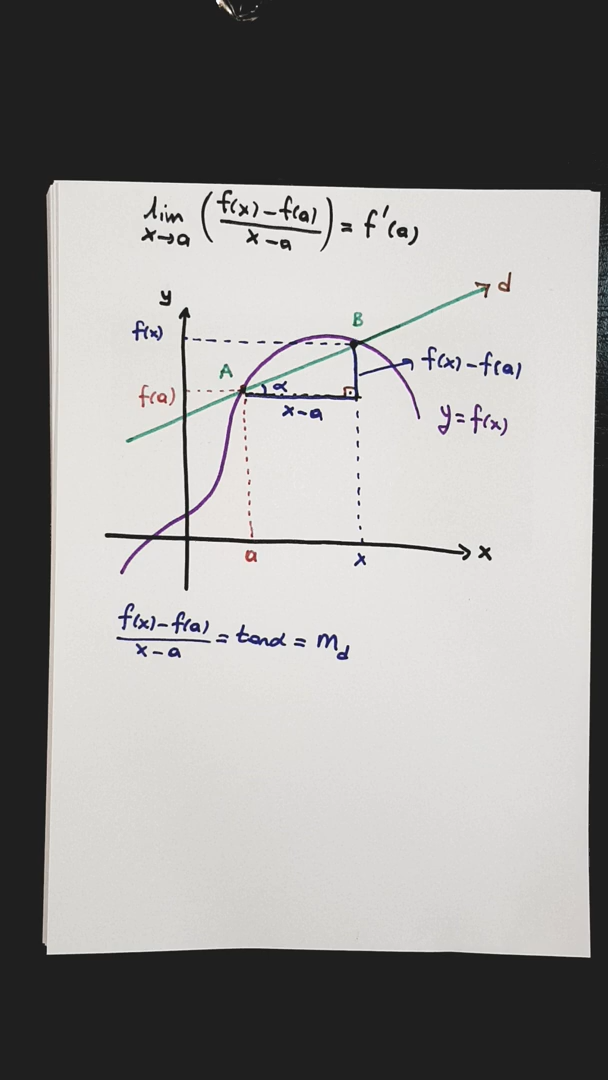 lim x→a ( f(x)-f(a) / x-a ) = f'(a)
d
y
B
f(x)
f(x)-f(a)
A
α
f(a)
x-a
y=f(x)
x
a
x
f(x)-f(a) / x-a = tanα = m_d